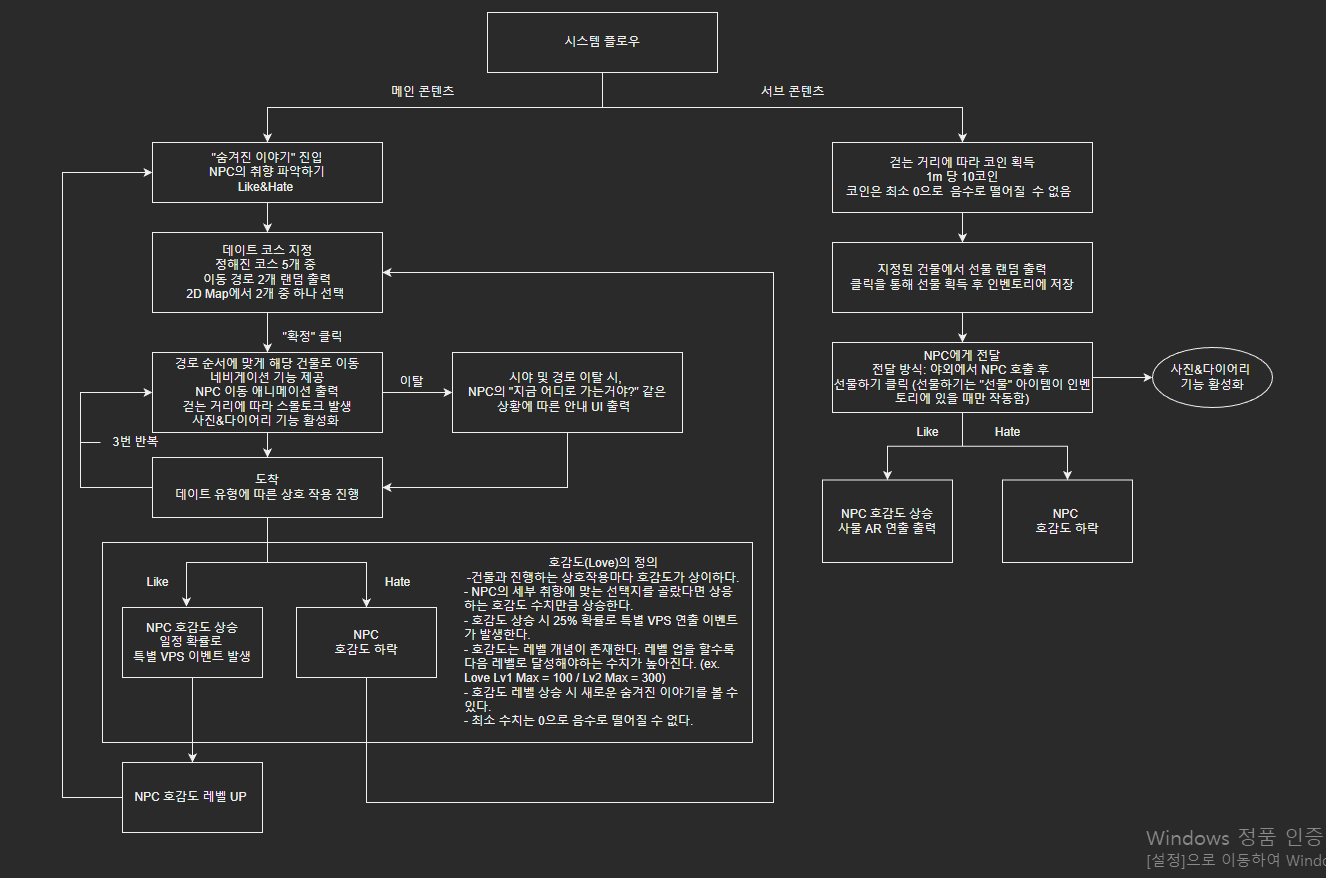 시스템 플로우
메인 콘텐츠
서브 콘텐츠
"숨겨진 이야기" 진입
NPC의 취향 파악하기
Like&Hate
데이트 코스 지정
정해진 코스 5개 중
이동 경로 2개 랜덤 출력
2D Map에서 2개 중 하나 선택
"확정" 클릭
경로 순서에 맞게 해당 건물로 이동
네비게이션 기능 제공
NPC 이동 애니메이션 출력
걷는 거리에 따라 스몰토크 발생
사진&다이어리 기능 활성화
이탈
시야 및 경로 이탈 시,
NPC의 "지금 어디로 가는거야?" 같은
상황에 따른 안내 UI 출력
3번 반복
도착
데이트 유형에 따른 상호 작용 진행
Like
Hate
NPC 호감도 상승
일정 확률로
특별 VPS 이벤트 발생
NPC
호감도 하락
호감도(Love)의 정의
-건물과 진행하는 상호작용마다 호감도가 상이하다.
- NPC의 세부 취향에 맞는 선택지를 골랐다면 상응
하는 호감도 수치만큼 상승한다.
- 호감도 상승 시 25% 확률로 특별 VPS 연출 이벤트
가 발생한다.
- 호감도는 레벨 개념이 존재한다. 레벨 업을 할수록
다음 레벨로 달성해야하는 수치가 높아진다. (ex.
Love Lv1 Max = 100 / Lv2 Max = 300)
- 호감도 레벨 상승 시 새로운 숨겨진 이야기를 볼 수
있다.
- 최소 수치는 0으로 음수로 떨어질 수 없다.
NPC 호감도 레벨 UP
걷는 거리에 따라 코인 획득
1m 당 10코인
코인은 최소 0으로 음수로 떨어질 수 없음
지정된 건물에서 선물 랜덤 출력
클릭을 통해 선물 획득 후 인벤토리에 저장
NPC에게 전달
전달 방식: 야외에서 NPC 호출 후
선물하기 클릭 (선물하기는 "선물" 아이템이 인벤
토리에 있을 때만 작동함)
사진&다이어리
기능 활성화
Like
Hate
NPC 호감도 상승
사물 AR 연출 출력
NPC
호감도 하락
Windows 정품 인증
[설정]으로 이동하여 Windo